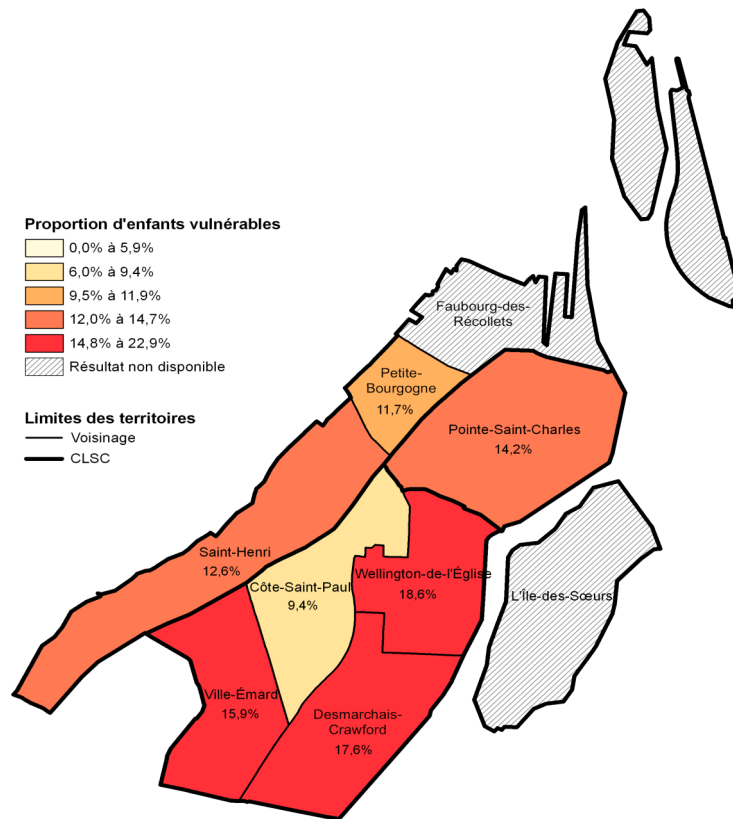 Proportion d'enfants vulnérables
0,0% à 5,9%
6,0% à 9,4%
9,5% à 11,9%
12,0% à 14,7%
14,8% à 22,9%
Résultat non disponible
Limites des territoires
Voisinage
CLSC
Faubourg-des-
Récollets
Petite-
Bourgogne
11,7%
Pointe-Saint-Charles
14,2%
Saint-Henri
12,6%
Côte-Saint-Paul
9,4%
Wellington-de-l'Église
18,6%
L'Île-des-Sœurs
Ville-Émard
15,9%
Desmarchais-
Crawford
17,6%